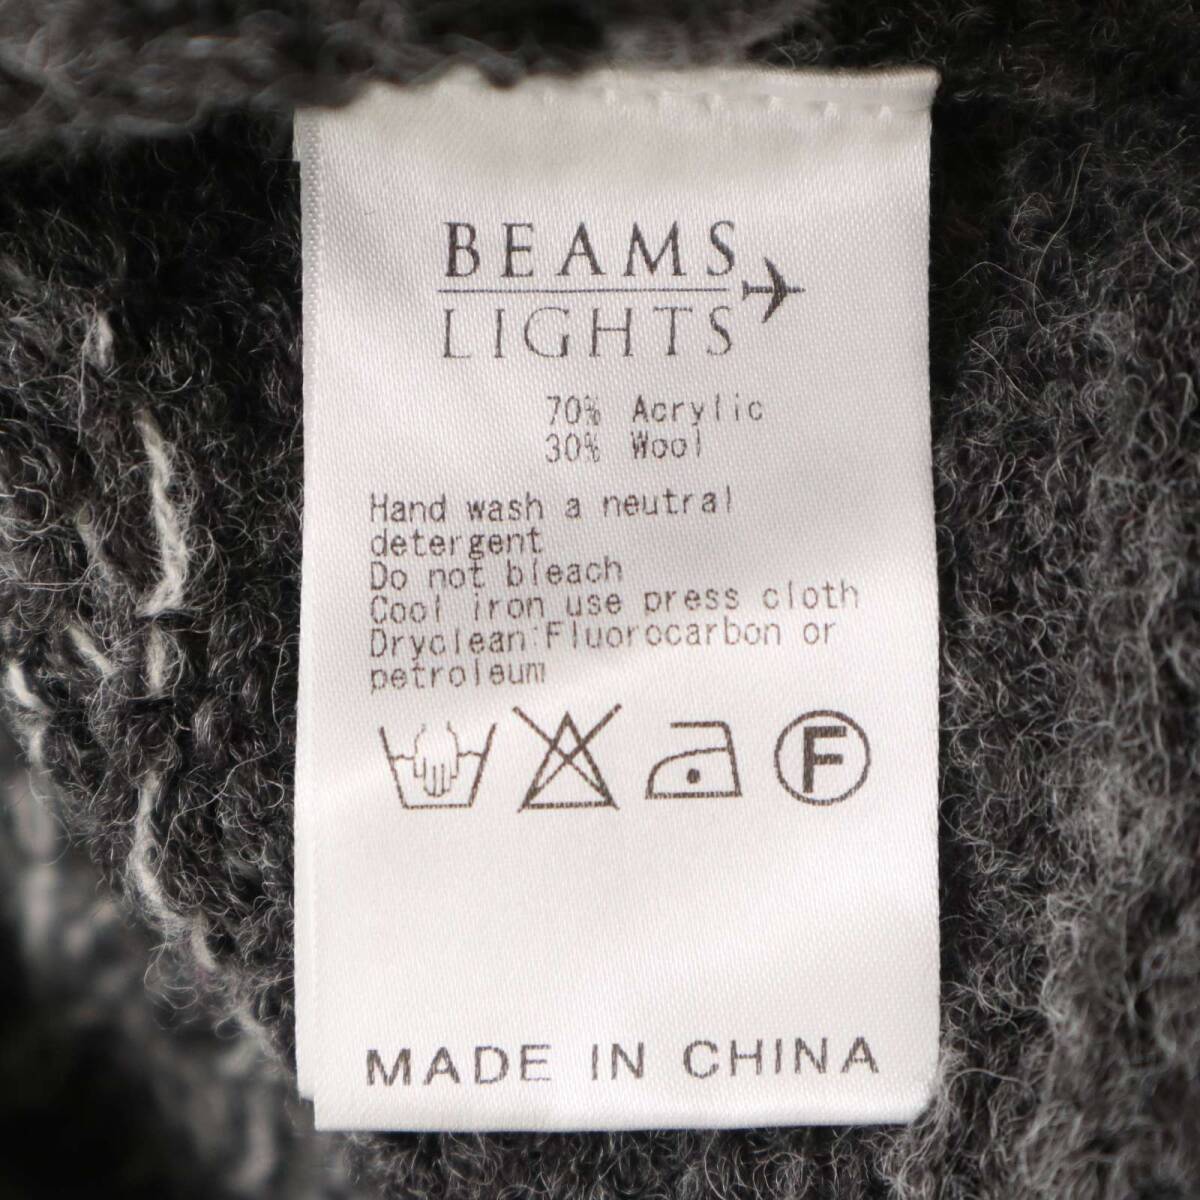 BEAMS
LIGHTS
70% Acrylic
30% Wool
Hand wash a neutral
detergent
Do not bleach
Cool iron use press cloth
Dryclean:Fluorocarbon or
petroleum
F
MADE IN CHINA